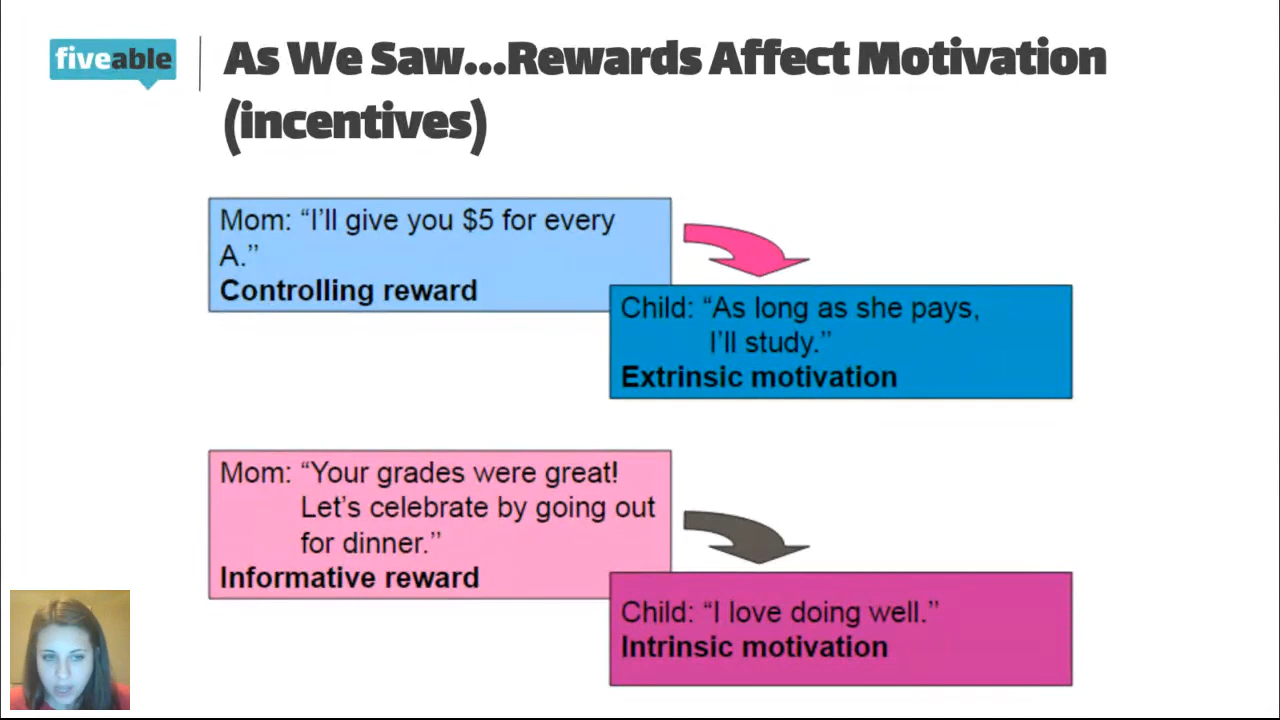 fiveable
As We Saw...Rewards Affect Motivation
(incentives)
Mom: “I’ll give you $5 for every
A.”
Controlling reward
Child: “As long as she pays,
I’ll study.”
Extrinsic motivation
Mom: “Your grades were great!
Let’s celebrate by going out
for dinner.”
Informative reward
Child: “I love doing well.”
Intrinsic motivation